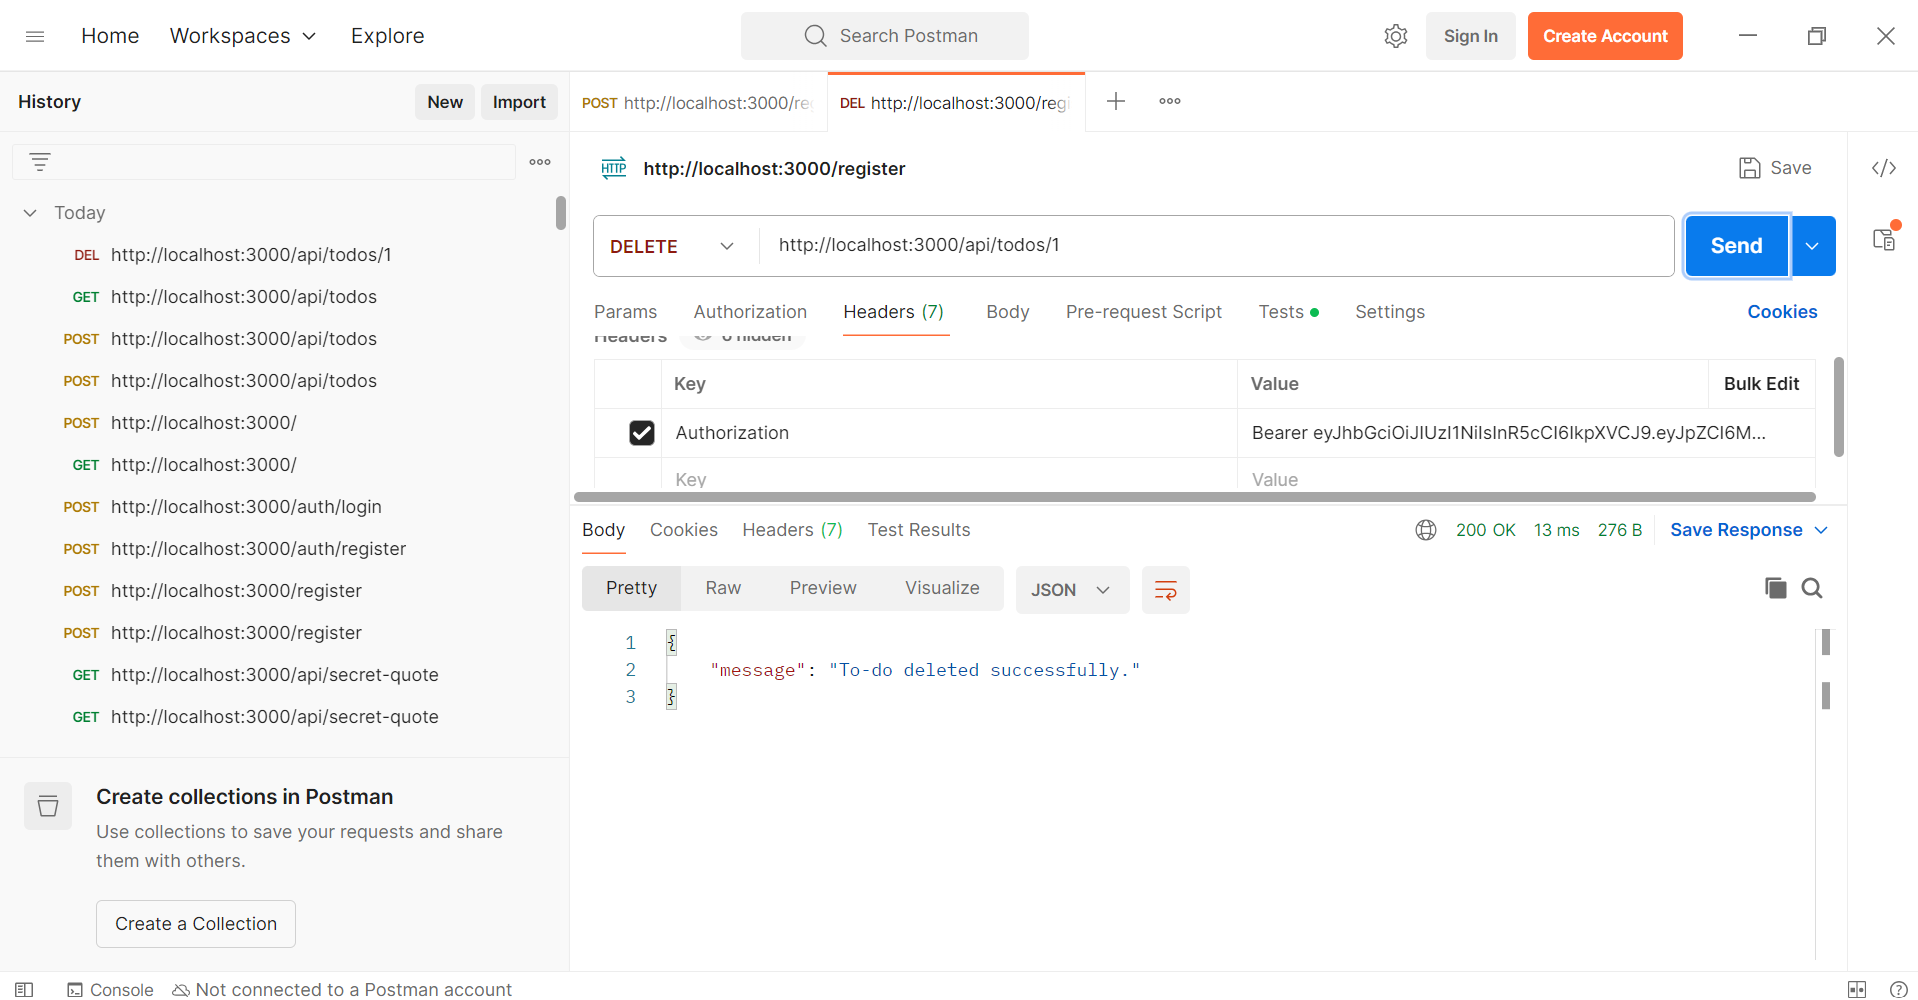 Home Workspaces Explore Search Postman Sign In Create Account
History New Import
POST http://localhost:3000/re DEL http://localhost:3000/regi
Today
DEL http://localhost:3000/api/todos/1
GET http://localhost:3000/api/todos
POST http://localhost:3000/api/todos
POST http://localhost:3000/api/todos
POST http://localhost:3000/
GET http://localhost:3000/
POST http://localhost:3000/auth/login
POST http://localhost:3000/auth/register
POST http://localhost:3000/register
POST http://localhost:3000/register
GET http://localhost:3000/api/secret-quote
GET http://localhost:3000/api/secret-quote
Create collections in Postman
Use collections to save your requests and share
them with others.
Create a Collection
HTTP http://localhost:3000/register Save
DELETE http://localhost:3000/api/todos/1 Send
Params Authorization Headers (7) Body Pre-request Script Tests Settings Cookies
Headers 6 hidden
Key Value Bulk Edit
Authorization Bearer eyJhbGciOiJIUzI1NiIsInR5cCI6IkpXVCJ9.eyJpZCI6M...
Key Value
Body Cookies Headers (7) Test Results 200 OK 13 ms 276 B Save Response
Pretty Raw Preview Visualize JSON
1 {
2 "message": "To-do deleted successfully."
3 }
Console Not connected to a Postman account